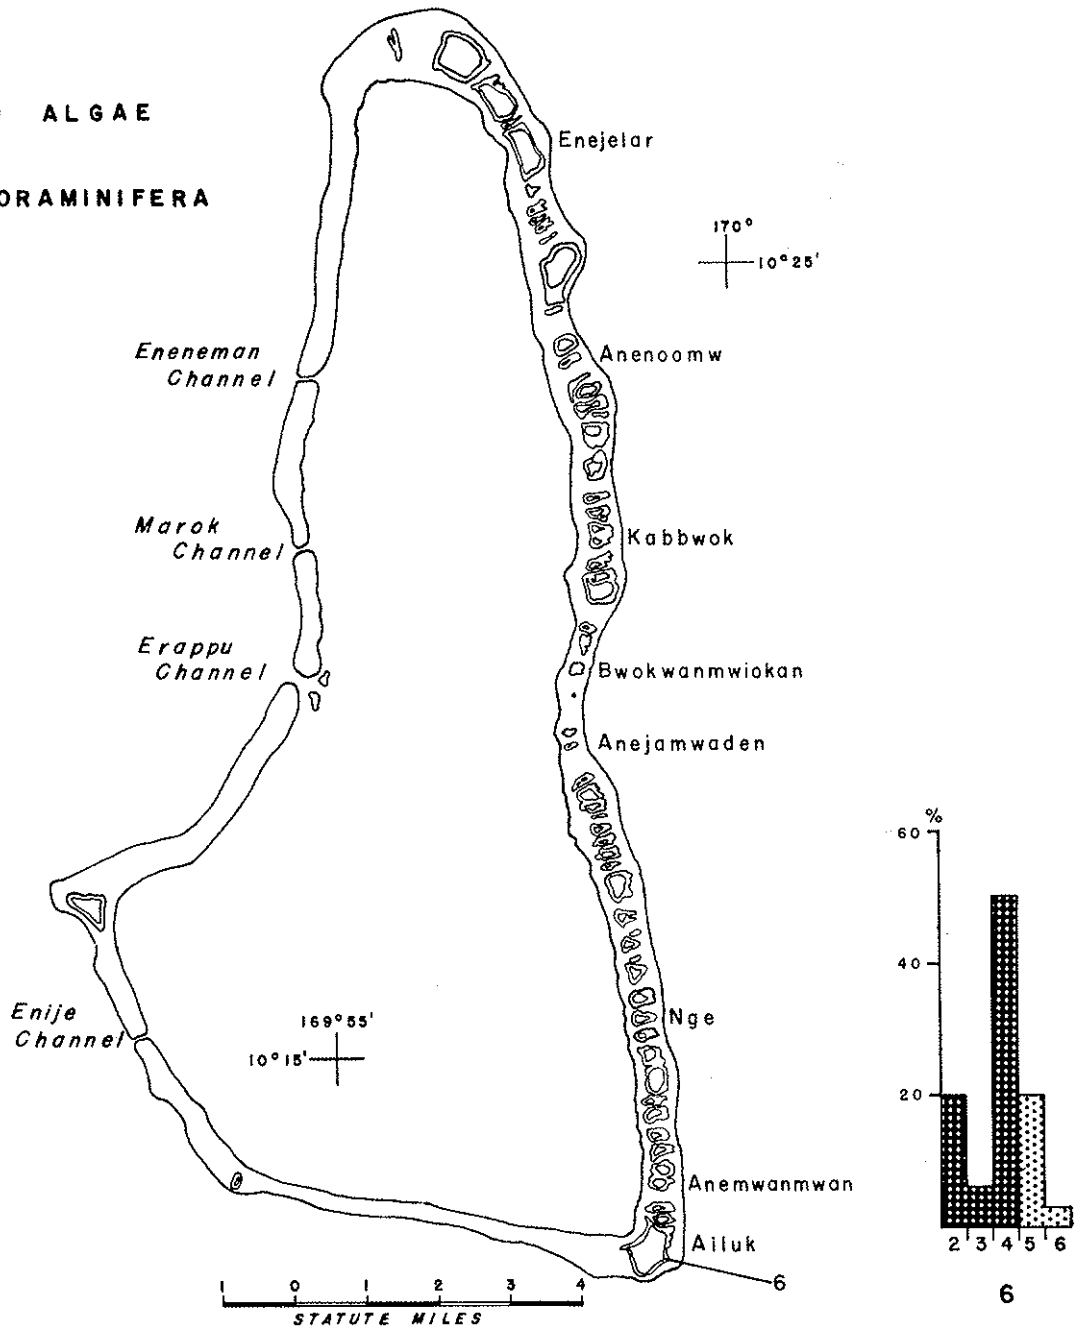 ALGAE
ORAMINIFERA
Enejelar
170°
10°25'
Eneneman
Channel
Anenoomw
Marok
Channel
Kabbwok
Erappu
Channel
Bwokwanmwiokan
Anejamwaden
%
60
40
20
Enije
Channel
169°55'
10°15'
Nge
Anemwanmwan
Ailuk
2 3 4 5 6
6
6
1 0 1 2 3 4
STATUTE MILES